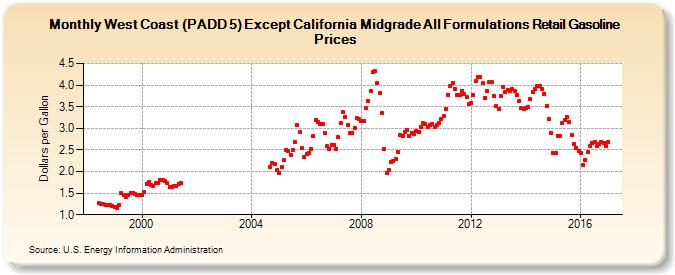 Monthly West Coast (PADD 5) Except California Midgrade All Formulations Retail Gasoline
Prices
Dollars per Gallon
4.5
4.0
3.5
3.0
2.5
2.0
1.5
1.0
2000 2004 2008 2012 2016
Source: U.S. Energy Information Administration